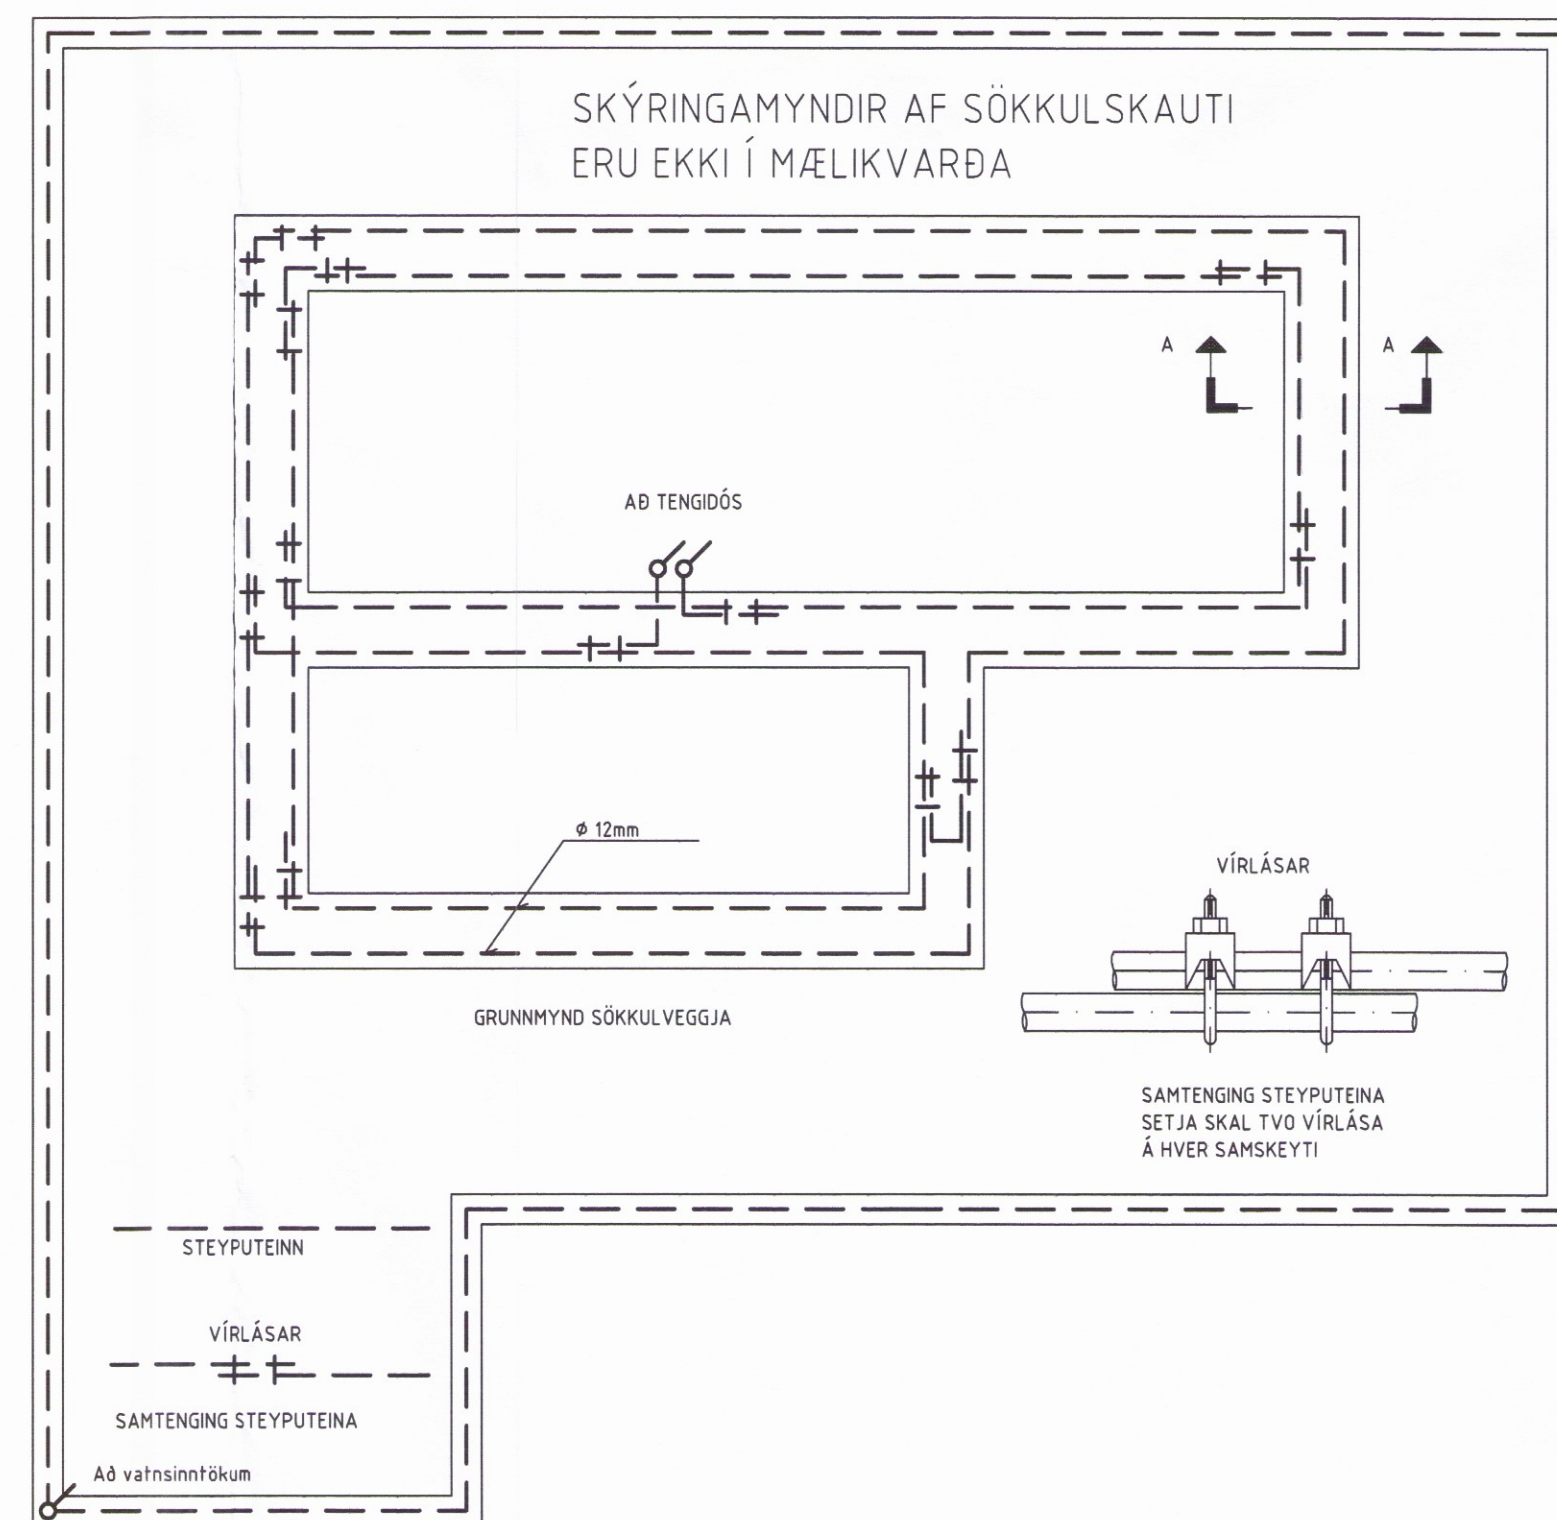 SKÝRINGAMYNDIR AF SÖKKULSKAUTI
ERU EKKI Í MÆLIKVARÐA
A
A
AÐ TENGIDÓS
ø 12mm
VÍRLÁSAR
GRUNNMYND SÖKKULVEGGJA
SAMTENGING STEYPUTEINA
SETJA SKAL TVO VÍRLÁSA
Á HVER SAMSKEYTI
STEYPUTEINN
VÍRLÁSAR
SAMTENGING STEYPUTEINA
Að vatnsinntökum